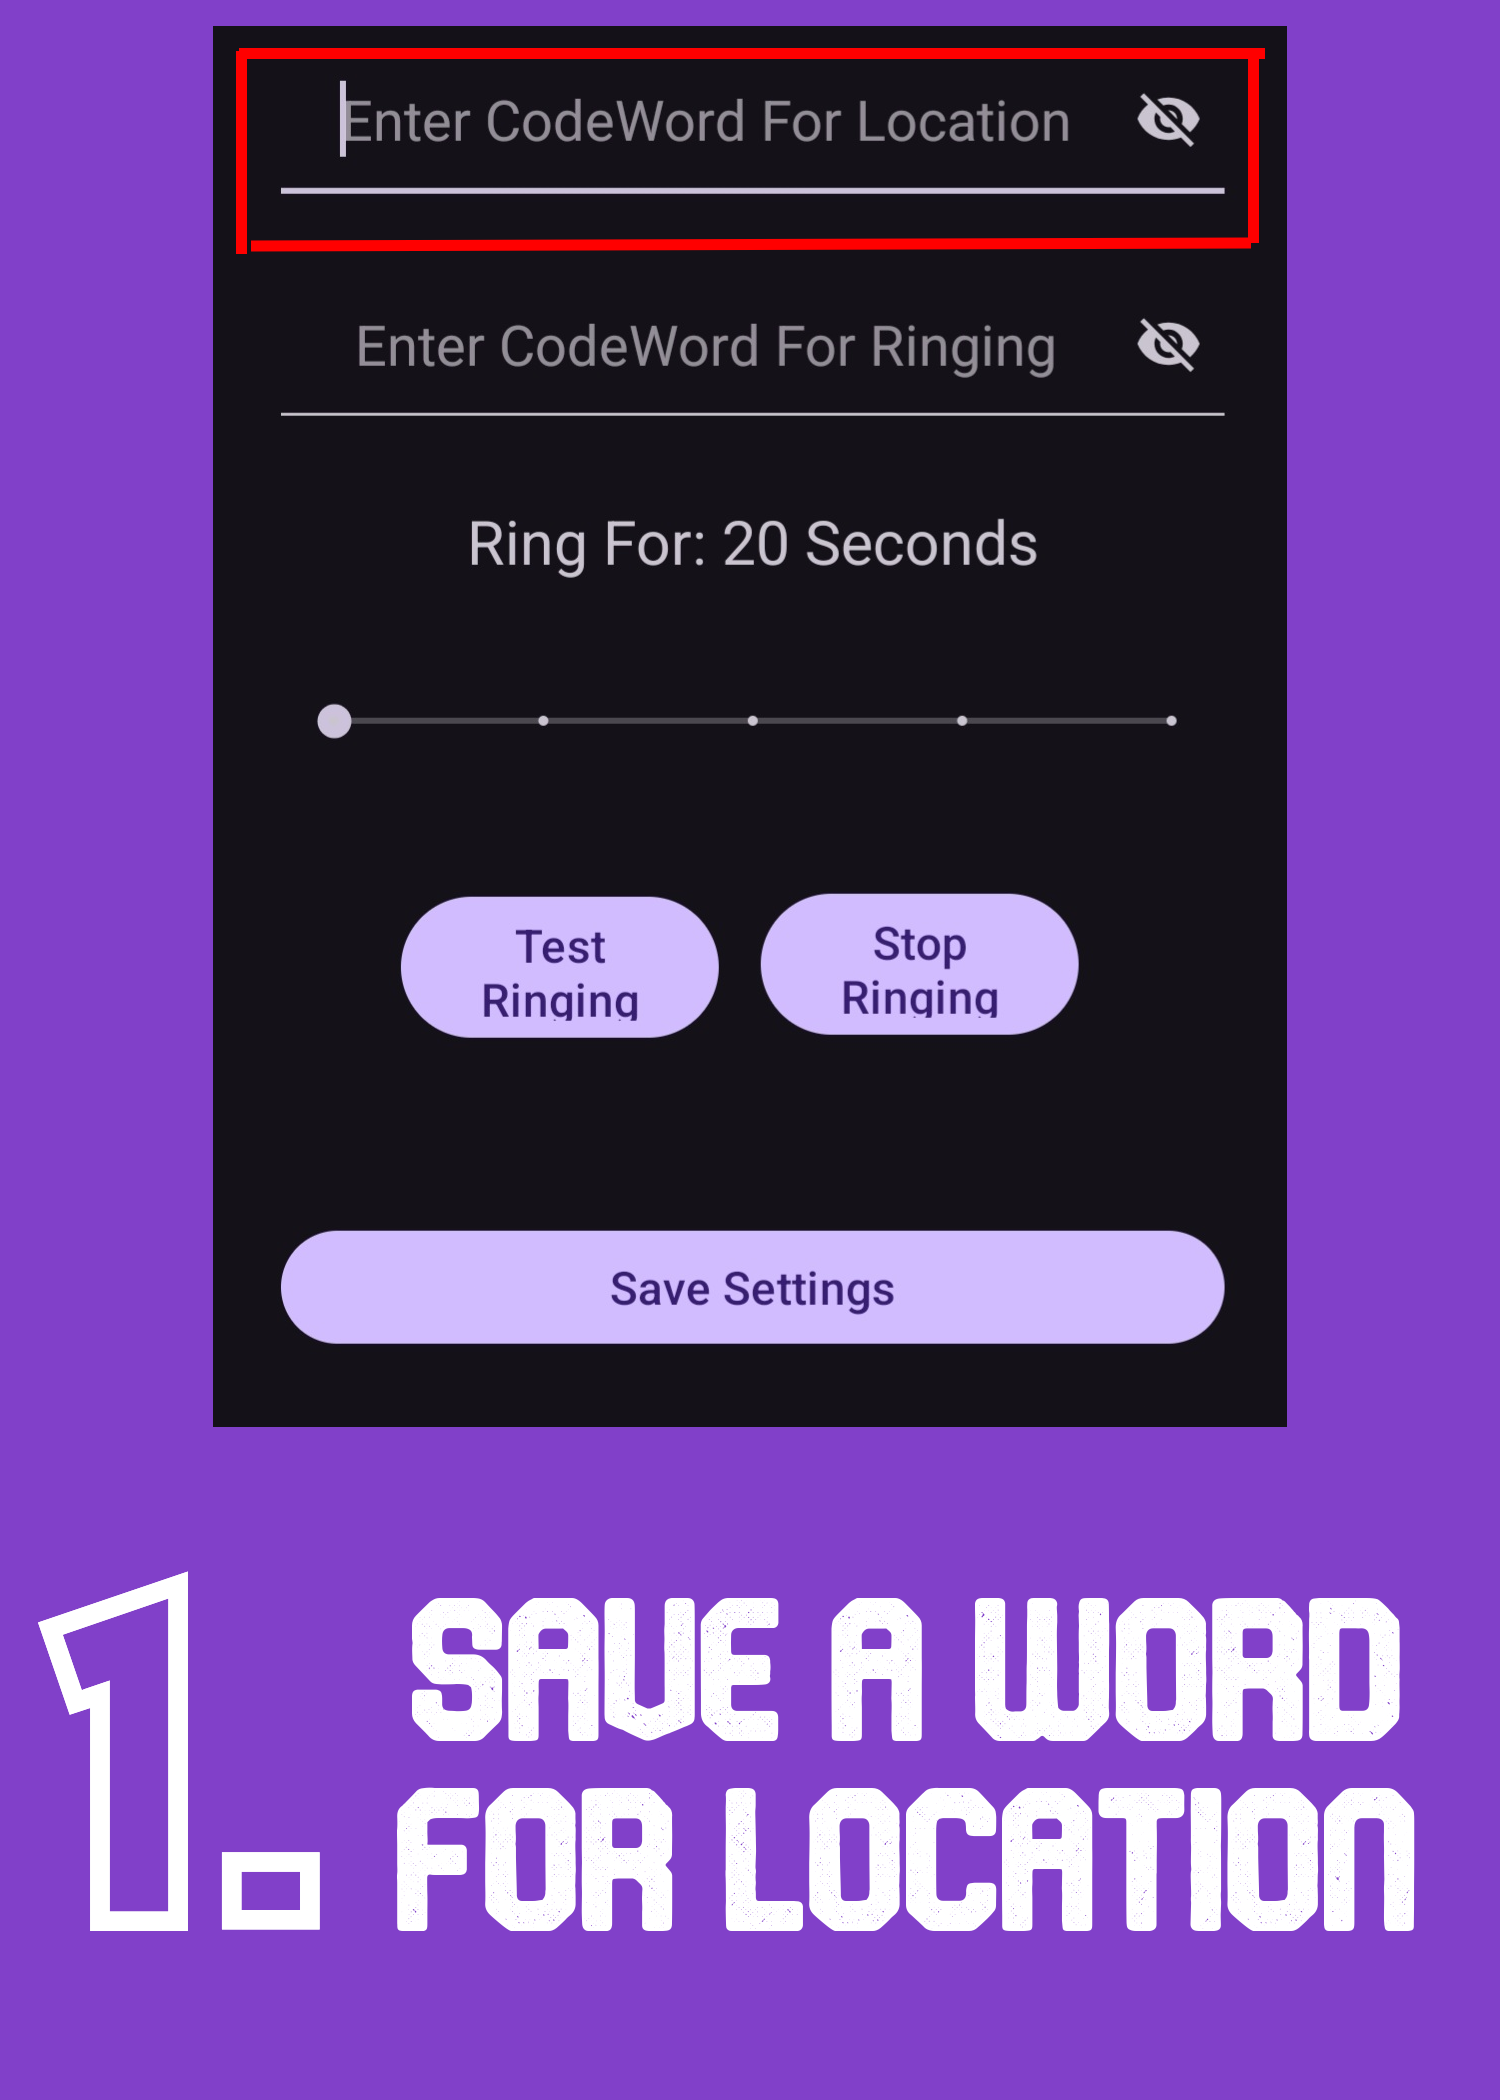 Enter CodeWord For Location
Enter CodeWord For Ringing
Ring For: 20 Seconds
Test
Ringing
Stop
Ringing
Save Settings
1.
SAVE A WORD
FOR LOCATION